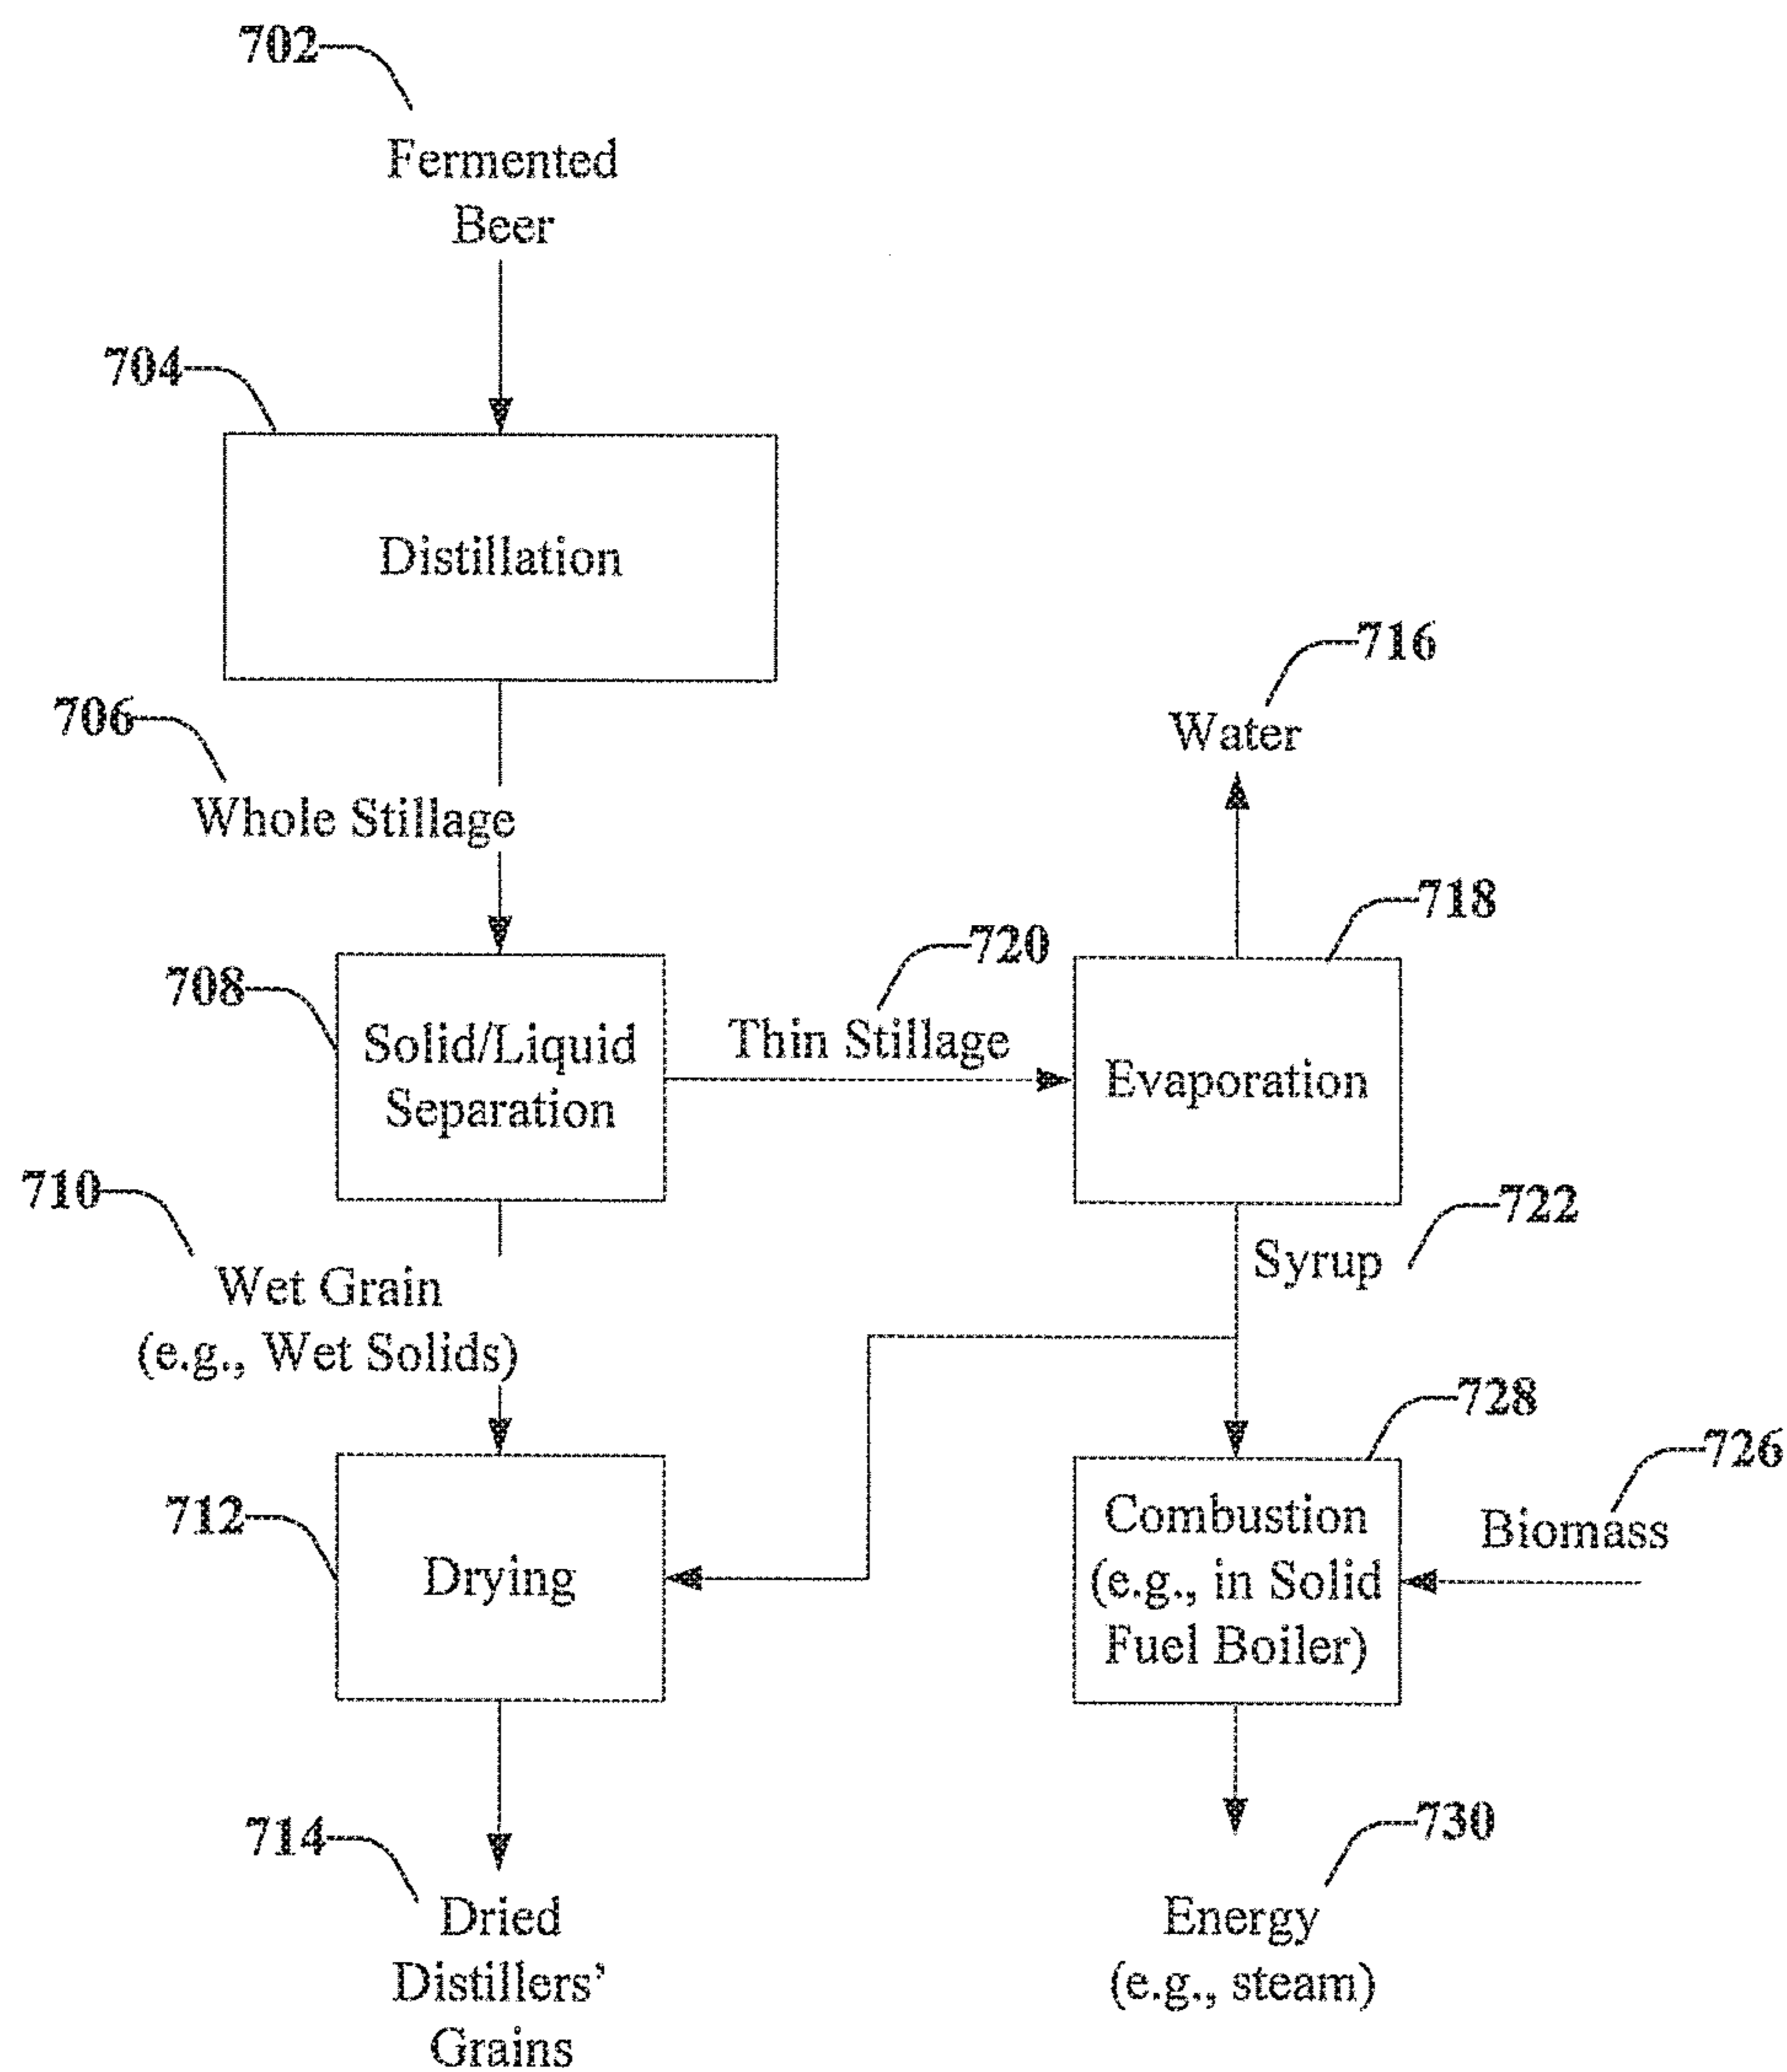 702
Fermented
Beer
704
Distillation
706
Whole Stillage
716
Water
718
720
708
Solid/Liquid
Separation
Thin Stillage
Evaporation
710
722
Syrup
Wet Grain
(e.g., Wet Solids)
728
726
712
Drying
Combustion
(e.g., in Solid
Fuel Boiler)
Biomass
714
730
Dried
Distillers’
Grains
Energy
(e.g., steam)